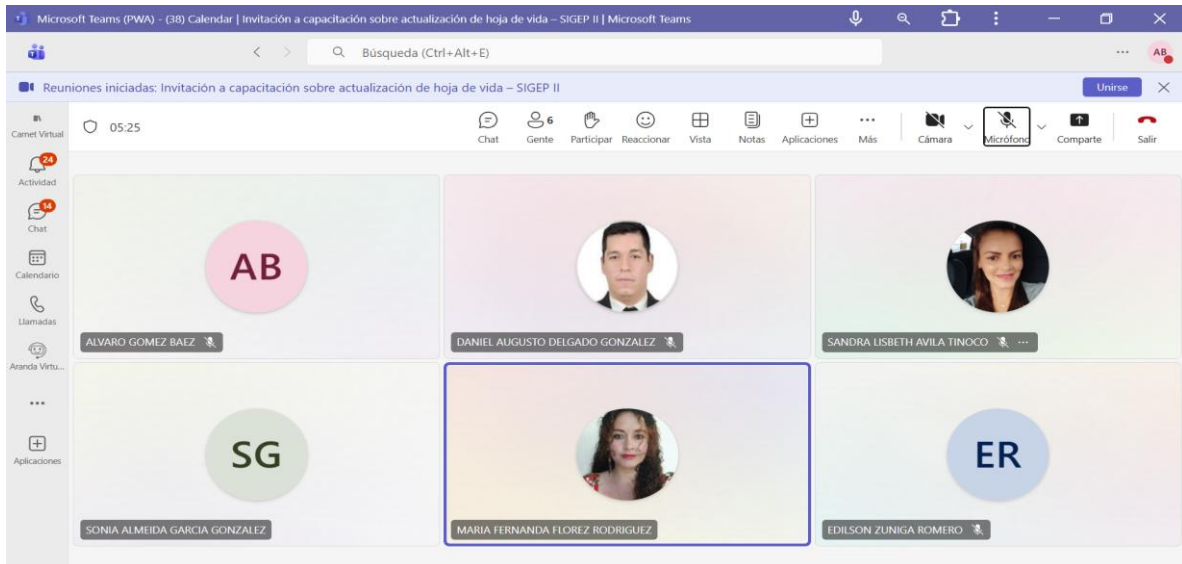 Microsoft Teams (PWA) - (38) Calendar | Invitación a capacitación sobre actualización de hoja de vida – SIGEP II | Microsoft Teams
Búsqueda (Ctrl+Alt+E)
AB
Reuniones iniciadas: Invitación a capacitación sobre actualización de hoja de vida – SIGEP II
Unirse
Carnet Virtual
05:25
6
Chat
Gente
Participar
Reaccionar
Vista
Notas
Aplicaciones
Más
Cámara
Micrófono
Comparte
Salir
24
Actividad
14
Chat
Calendario
Llamadas
Aranda Virtu...
Aplicaciones
AB
ALVARO GOMEZ BAEZ
DANIEL AUGUSTO DELGADO GONZALEZ
SANDRA LISBETH AVILA TINOCO
SG
SONIA ALMEIDA GARCIA GONZALEZ
MARIA FERNANDA FLOREZ RODRIGUEZ
ER
EDILSON ZUNIGA ROMERO